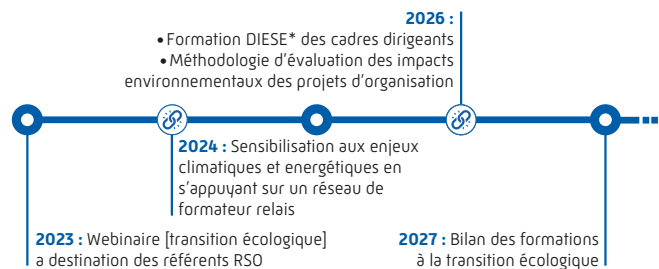 2026 :
• Formation DIESE* des cadres dirigeants
• Méthodologie d'évaluation des impacts
environnementaux des projets d'organisation
2024 : Sensibilisation aux enjeux
climatiques et energétiques en
s'appuyant sur un réseau de
formateur relais
2023 : Webinaire [transition écologique]
a destination des référents RSO
2027 : Bilan des formations
à la transition écologique